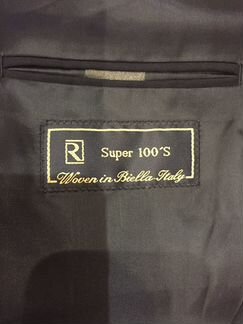 R Super 100'S
Woven in Biella-Italy